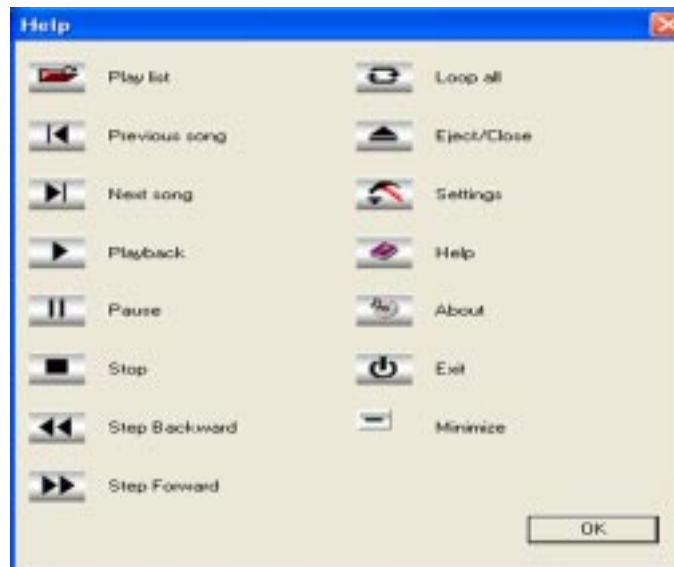 Help
Play list
Loop all
Previous song
Eject/Close
Next song
Settings
Playback
Help
Pause
About
Stop
Exit
Step Backward
Minimize
Step Forward
OK